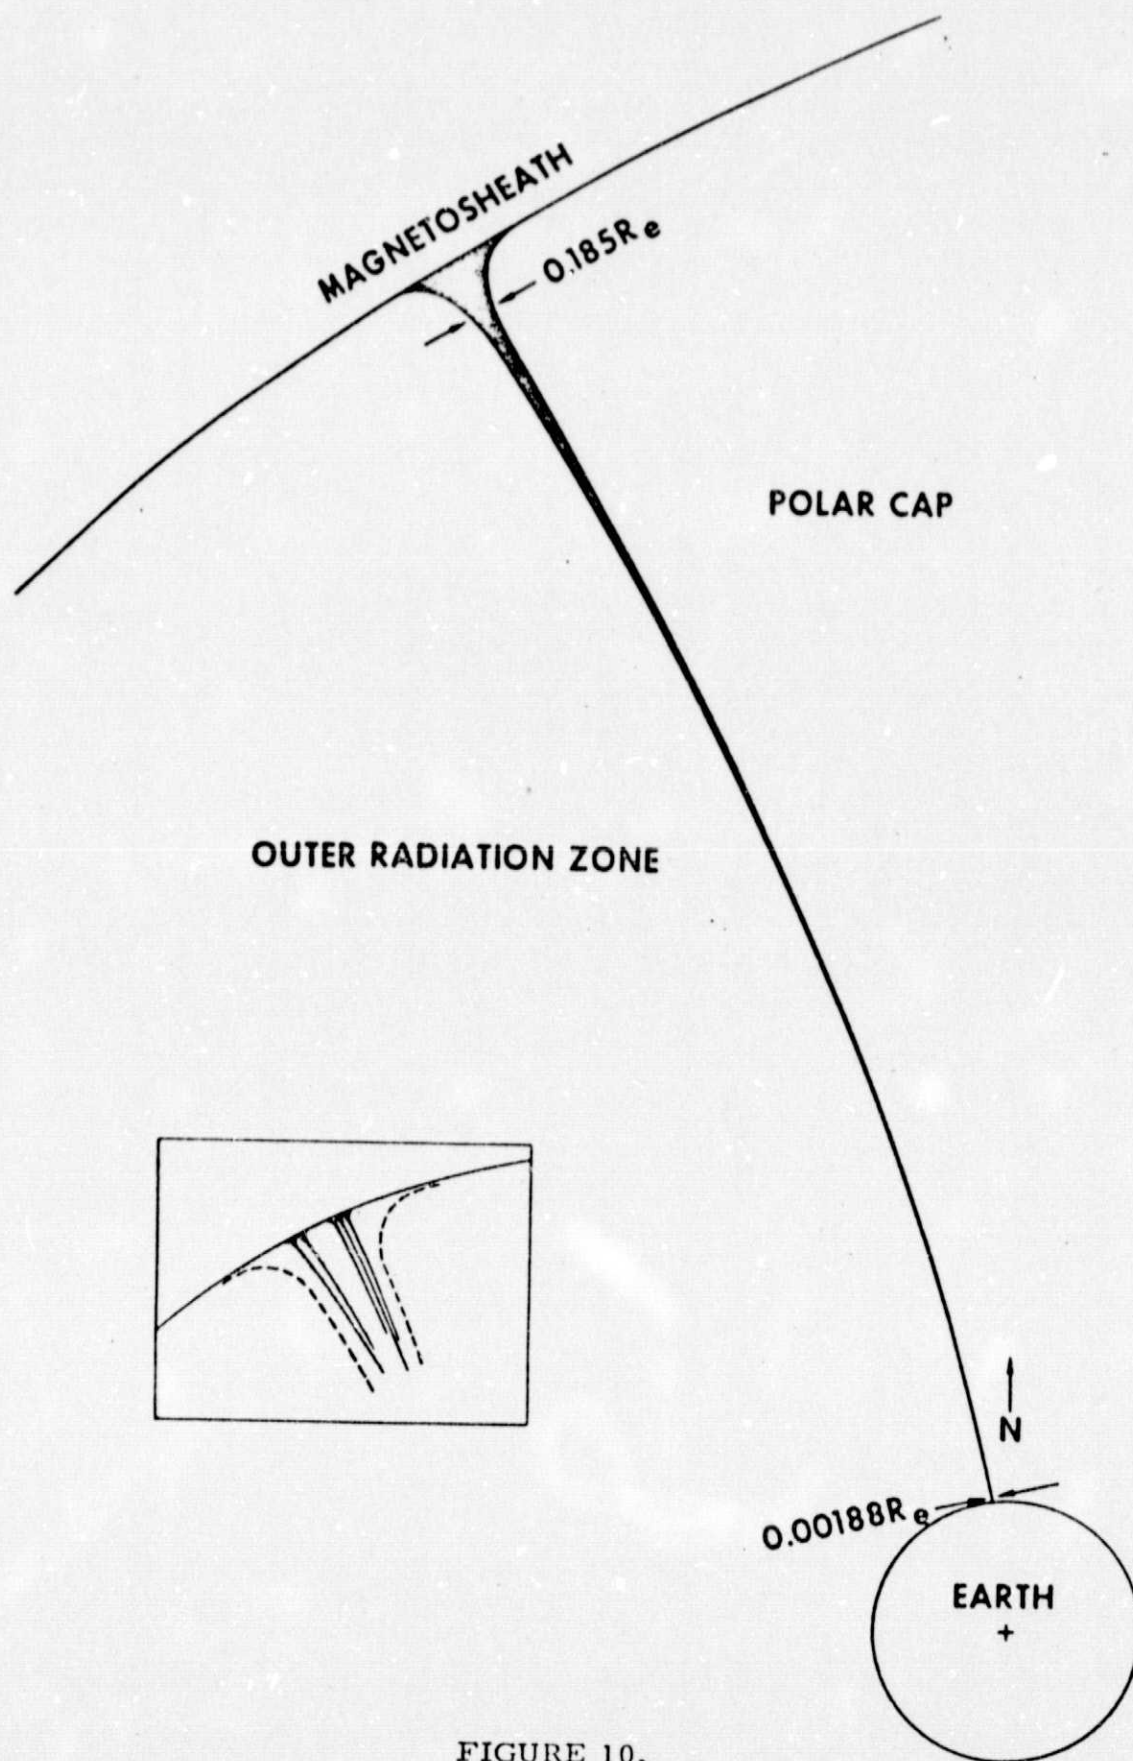 MAGNETOSHEATH
0.185Re
POLAR CAP
OUTER RADIATION ZONE
N
0.00188Re
EARTH
+
FIGURE 10.